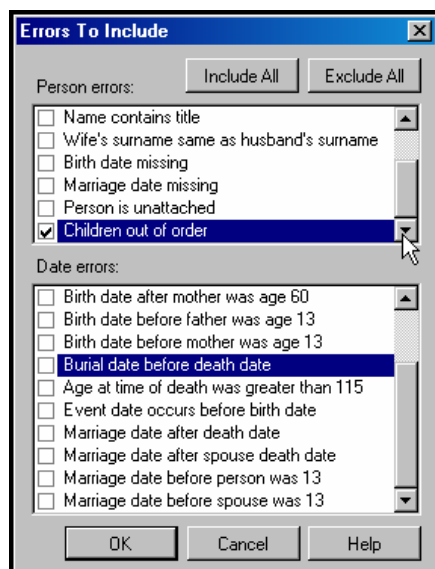 Errors To Include
Include All Exclude All
Person errors:
Name contains title
Wife's surname same as husband's surname
Birth date missing
Marriage date missing
Person is unattached
Children out of order
Date errors:
Birth date after mother was age 60
Birth date before father was age 13
Birth date before mother was age 13
Burial date before death date
Age at time of death was greater than 115
Event date occurs before birth date
Marriage date after death date
Marriage date after spouse death date
Marriage date before person was 13
Marriage date before spouse was 13
OK Cancel Help